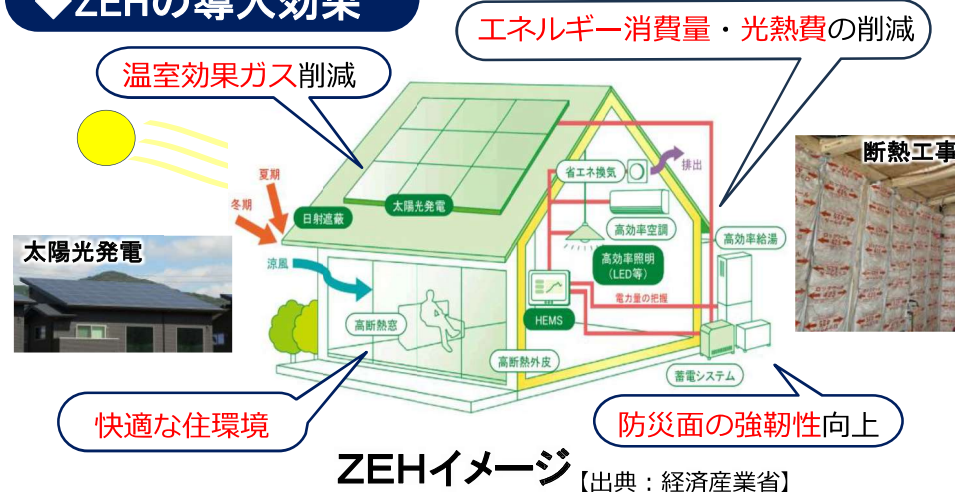 ◆ZEHの導入効果
エネルギー消費量・光熱費の削減
温室効果ガス削減
断熱工事
省エネ換気
排出
夏期
冬期
太陽光発電
日射遮蔽
高効率空調
高効率給湯
太陽光発電
高効率照明
(LED等)
涼風
電力量の把握
HEMS
高断熱窓
高断熱外皮
蓄電システム
快適な住環境
防災面の強靭性向上
ZEHイメージ【出典:経済産業省】